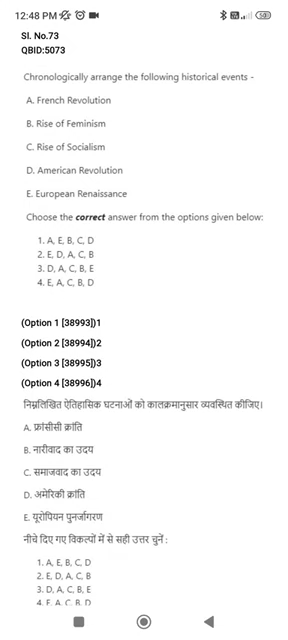 12:48 PM
58
Sl. No.73
QBID:5073
Chronologically arrange the following historical events -
A. French Revolution
B. Rise of Feminism
C. Rise of Socialism
D. American Revolution
E. European Renaissance
Choose the correct answer from the options given below:
1. A, E, B, C, D
2. E, D, A, C, B
3. D, A, C, B, E
4. E, A, C, B, D
(Option 1 [38993])1
(Option 2 [38994])2
(Option 3 [38995])3
(Option 4 [38996])4
निम्नलिखित ऐतिहासिक घटनाओं को कालक्रमानुसार व्यवस्थित कीजिए।
A. फ्रांसीसी क्रांति
B. नारीवाद का उदय
C. समाजवाद का उदय
D. अमेरिकी क्रांति
E. यूरोपियन पुनर्जागरण
नीचे दिए गए विकल्पों में से सही उत्तर चुनें :
1. A, E, B, C, D
2. E, D, A, C, B
3. D, A, C, B, E
4. E, A, C, B, D